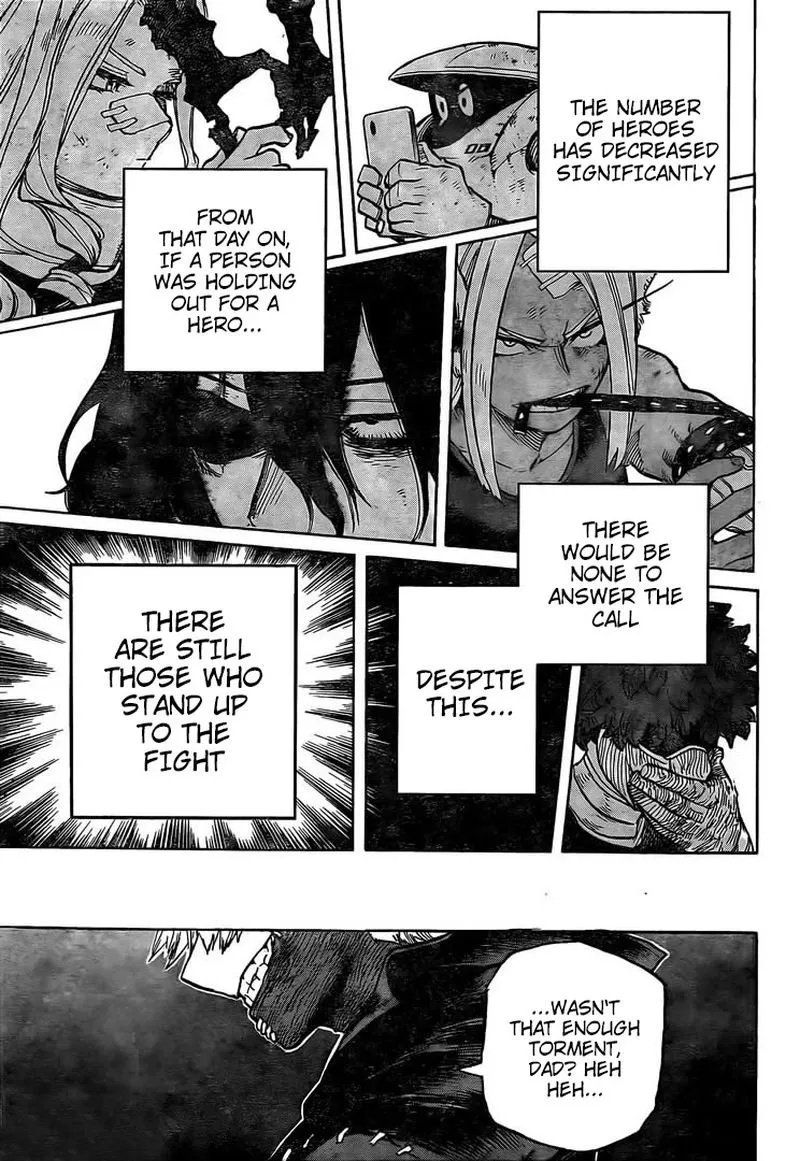 THE NUMBER
OF HEROES
HAS DECREASED
SIGNIFICANTLY
FROM
THAT DAY ON,
IF A PERSON
WAS HOLDING
OUT FOR A
HERO...
THERE
WOULD BE
NONE TO
ANSWER THE
CALL
DESPITE
THIS...
THERE
ARE STILL
THOSE WHO
STAND UP
TO THE
FIGHT
...WASN'T
THAT ENOUGH
TORMENT,
DAD? HEH
HEH...